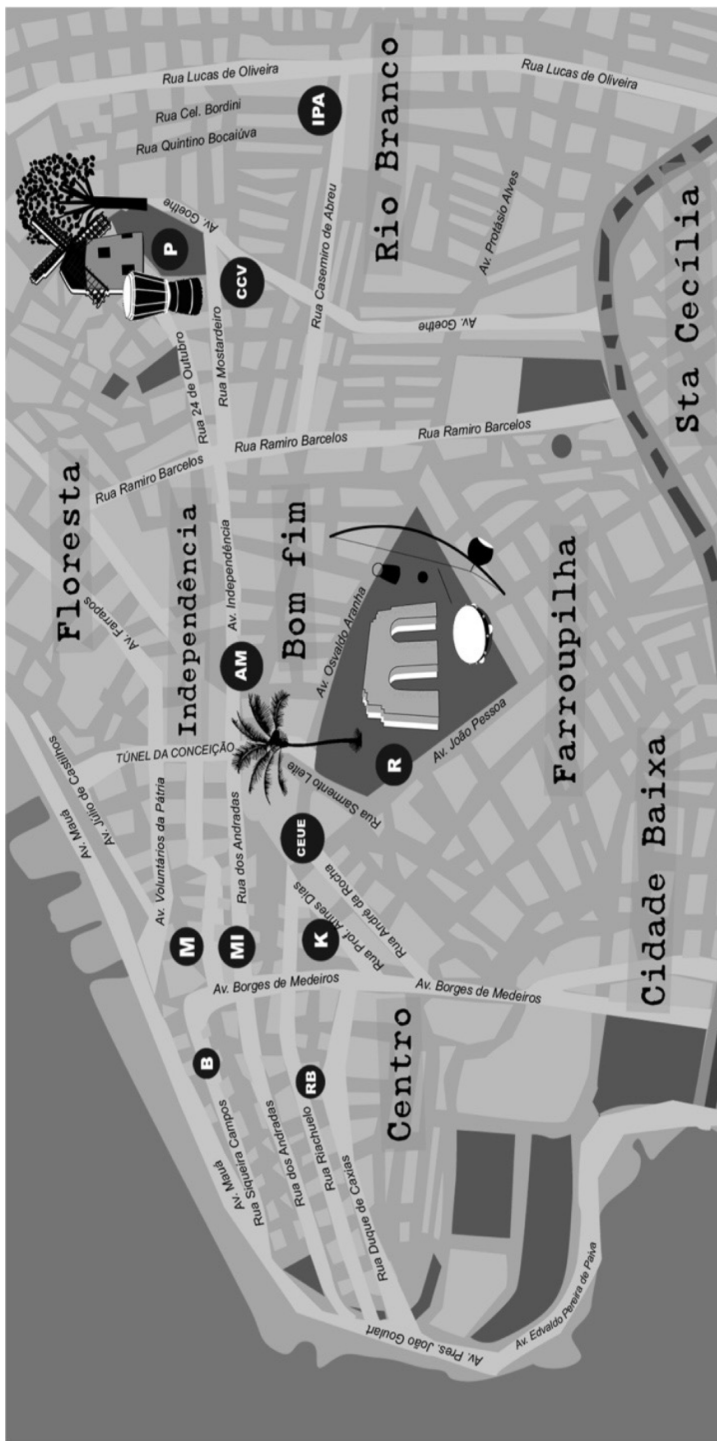 Rua Lucas de Oliveira
Rua Lucas de Oliveira
Rua Cel. Bordini
Rua Quintino Bocaiúva
IPA
Rio Branco
Rua Casemiro de Abreu
Av. Protásio Alves
Av. Goethe
P
CCV
Av. Goethe
Rua 24 de Outubro
Rua Mostardeiro
Sta Cecília
Rua Ramiro Barcelos
Rua Ramiro Barcelos
Rua Ramiro Barcelos
Floresta
Independência
Av. Independência
Bom fim
Av. Farrapos
AM
Av. Osvaldo Aranha
Farroupilha
TÚNEL DA CONCEIÇÃO
R
Av. João Pessoa
Rua Sarmento Leite
Av. Júlio de Castilhos
Av. Mauá
Av. Voluntários da Pátria
Rua dos Andradas
CEUE
Rua André da Rocha
Rua Prof. Annes Dias
Cidade Baixa
M
MI
K
Av. Borges de Medeiros
Av. Borges de Medeiros
B
RB
Centro
Av. Mauá
Rua Siqueira Campos
Rua dos Andradas
Rua Riachuelo
Rua Duque de Caxias
Av. Pres. João Goulart
Av. Edvaldo Pereira de Paiva